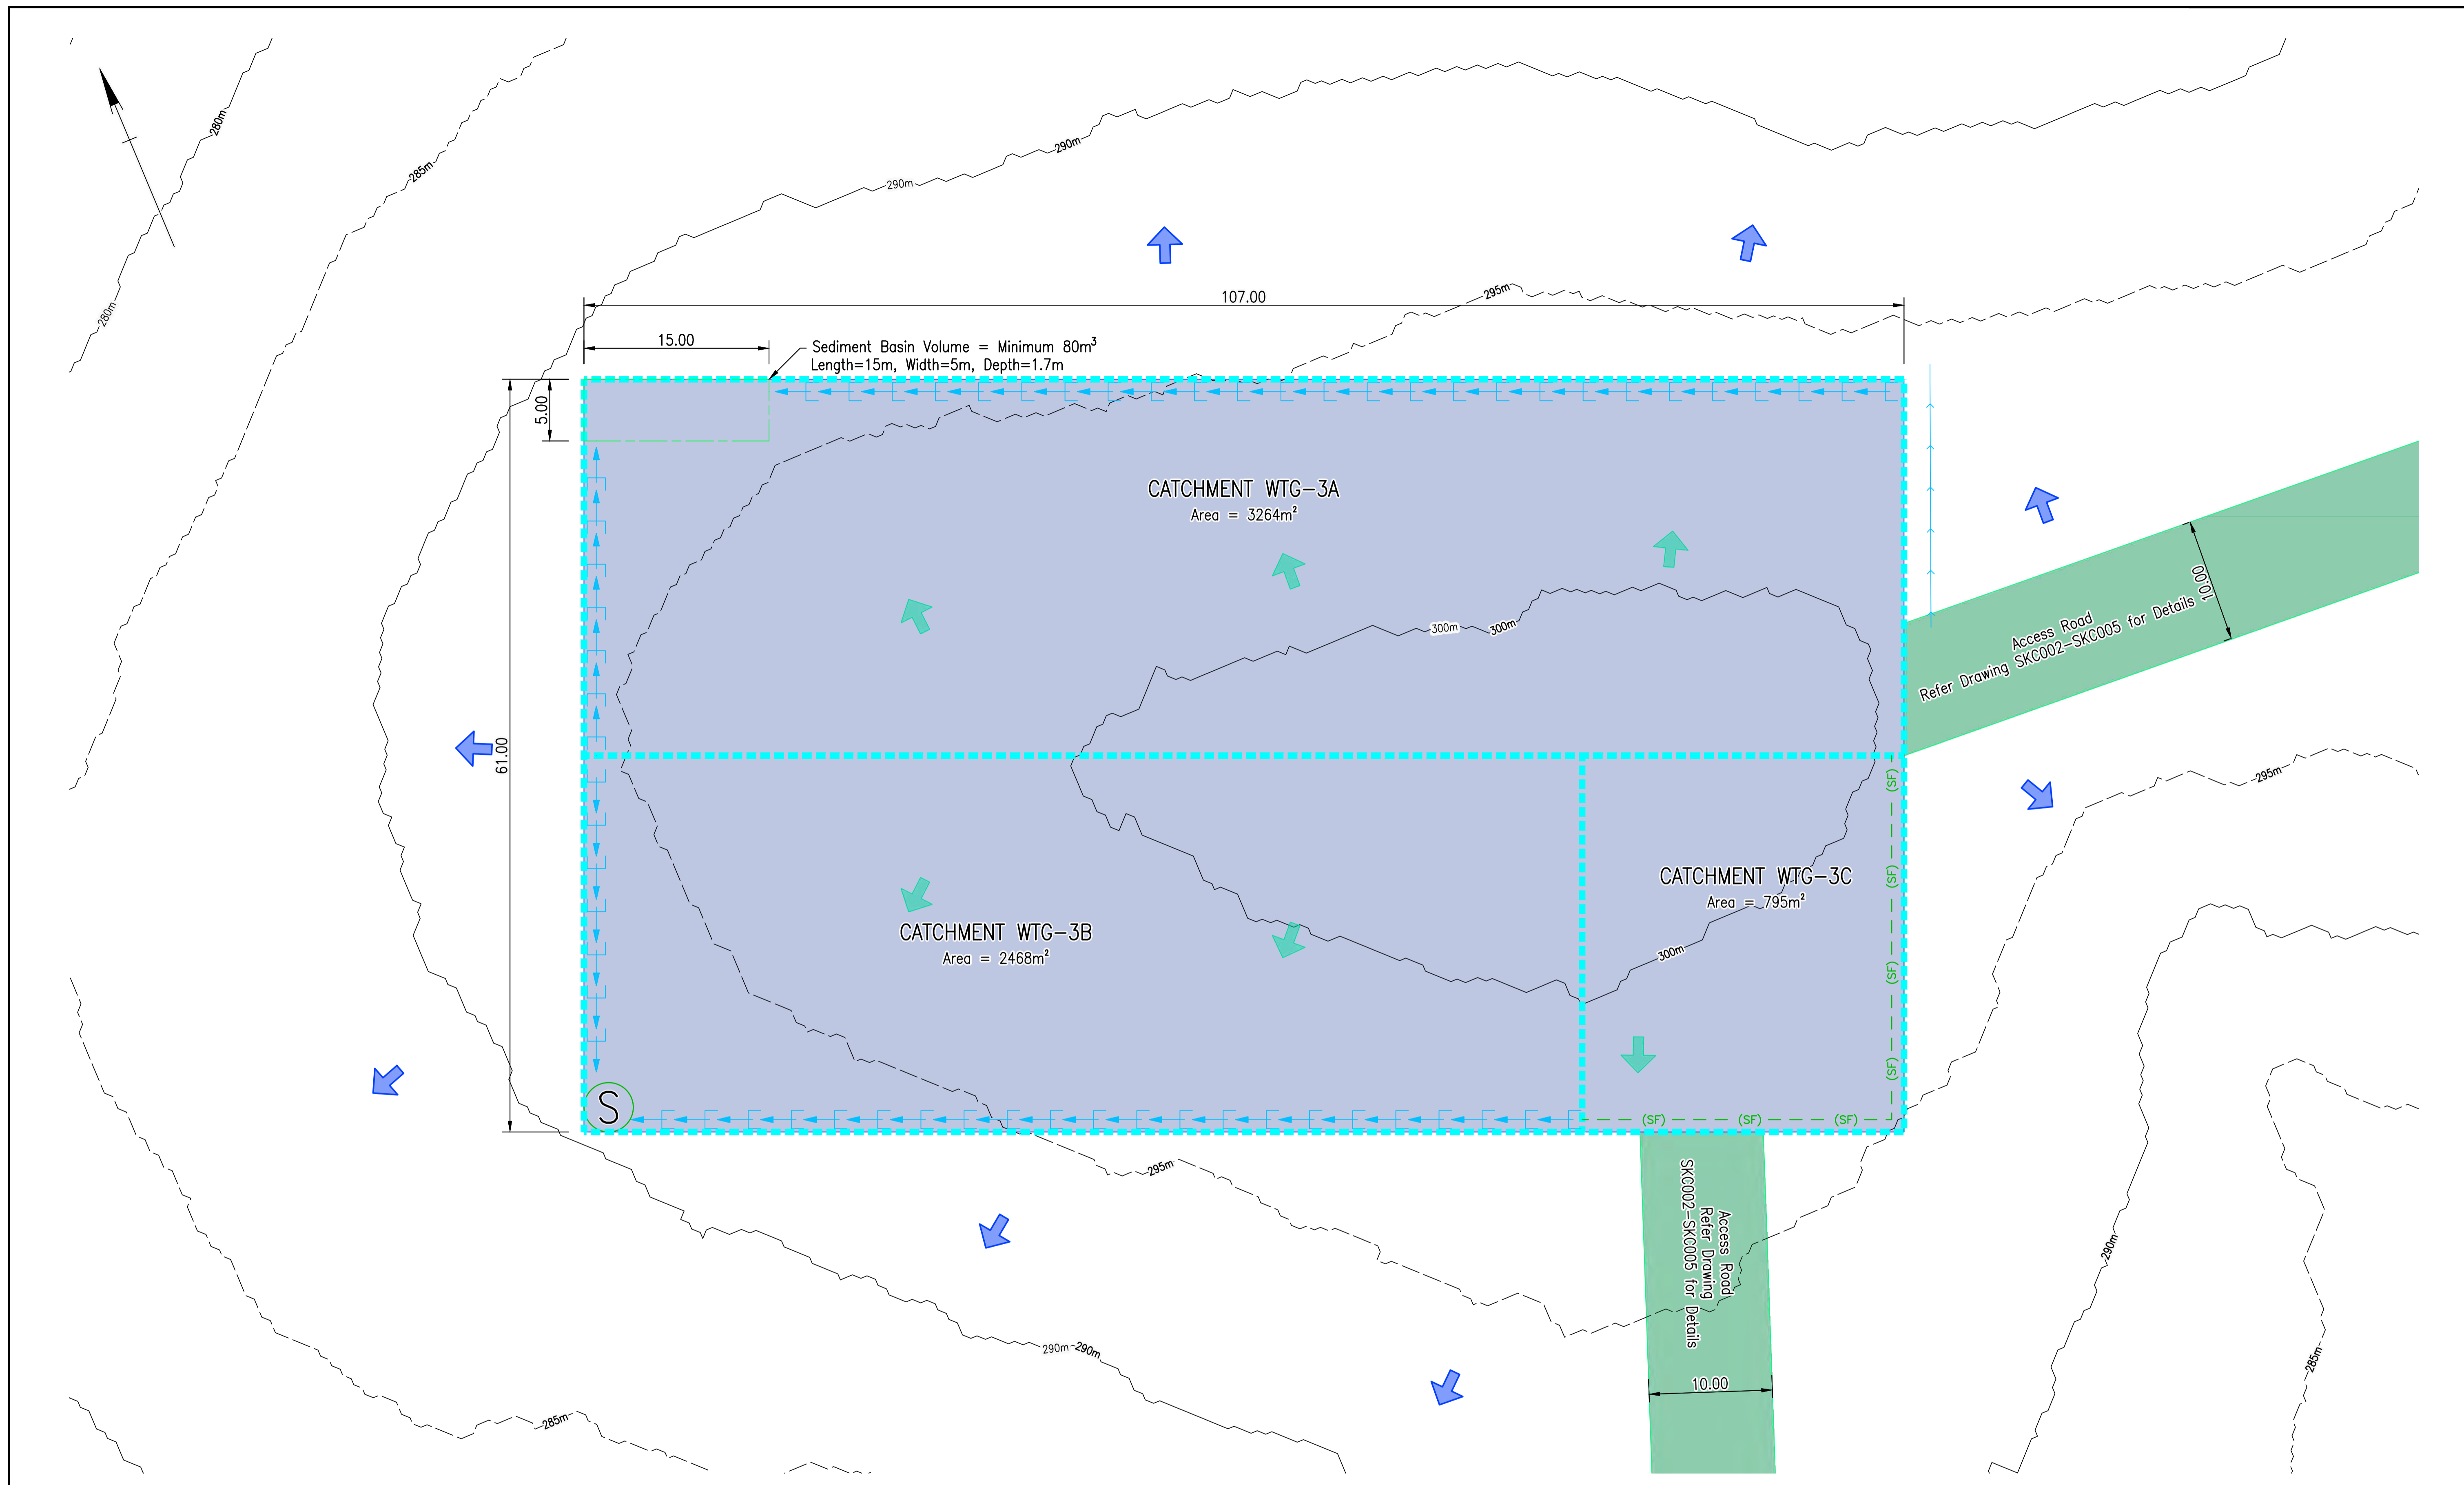 280m
285m
290m
290m
280m
295m
107.00
15.00
Sediment Basin Volume = Minimum 80m³
Length=15m, Width=5m, Depth=1.7m
5.00
CATCHMENT WTG-3A
Area = 3264m²
10.00
Access Road
Refer Drawing SKC002-SKC005 for Details
300m
300m
61.00
(SF)
295m
CATCHMENT WTG-3C
Area = 795m²
(SF)
CATCHMENT WTG-3B
Area = 2468m²
300m
(SF)
(SF)
S
(SF)
(SF)
(SF)
295m
Access Road
Refer Drawing
SKC002-SKC005 for Details
290m
290m
290m
285m
10.00
285m